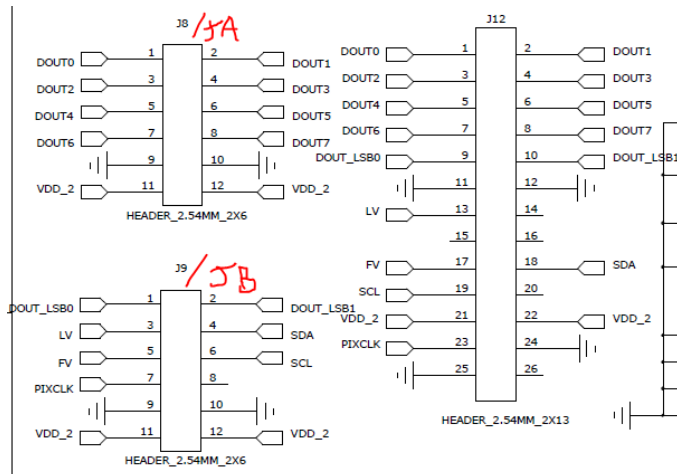 J8 /JA
DOUT0 1 2 DOUT1
DOUT2 3 4 DOUT3
DOUT4 5 6 DOUT5
DOUT6 7 8 DOUT7
9 10
VDD_2 11 12 VDD_2
HEADER_2.54MM_2X6
J9 /JB
DOUT_LSB0 1 2 DOUT_LSB1
LV 3 4 SDA
FV 5 6 SCL
PIXCLK 7 8
9 10
VDD_2 11 12 VDD_2
HEADER_2.54MM_2X6
J12
DOUT0 1 2 DOUT1
DOUT2 3 4 DOUT3
DOUT4 5 6 DOUT5
DOUT6 7 8 DOUT7
DOUT_LSB0 9 10 DOUT_LSB1
11 12
LV 13 14
15 16
FV 17 18 SDA
SCL 19 20
VDD_2 21 22 VDD_2
PIXCLK 23 24
25 26
HEADER_2.54MM_2X13